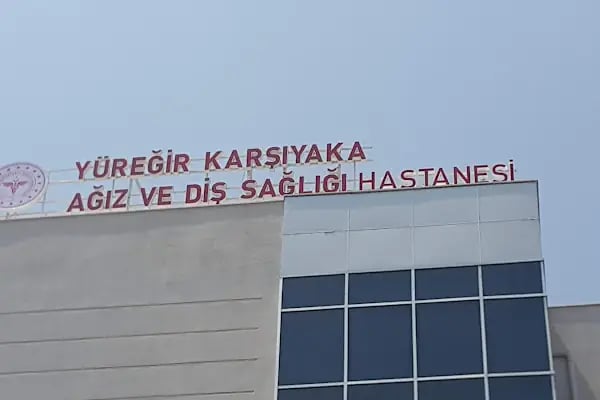 YÜREĞİR KARŞIYAKA
AĞIZ VE DİŞ SAĞLIĞI HASTANESİ